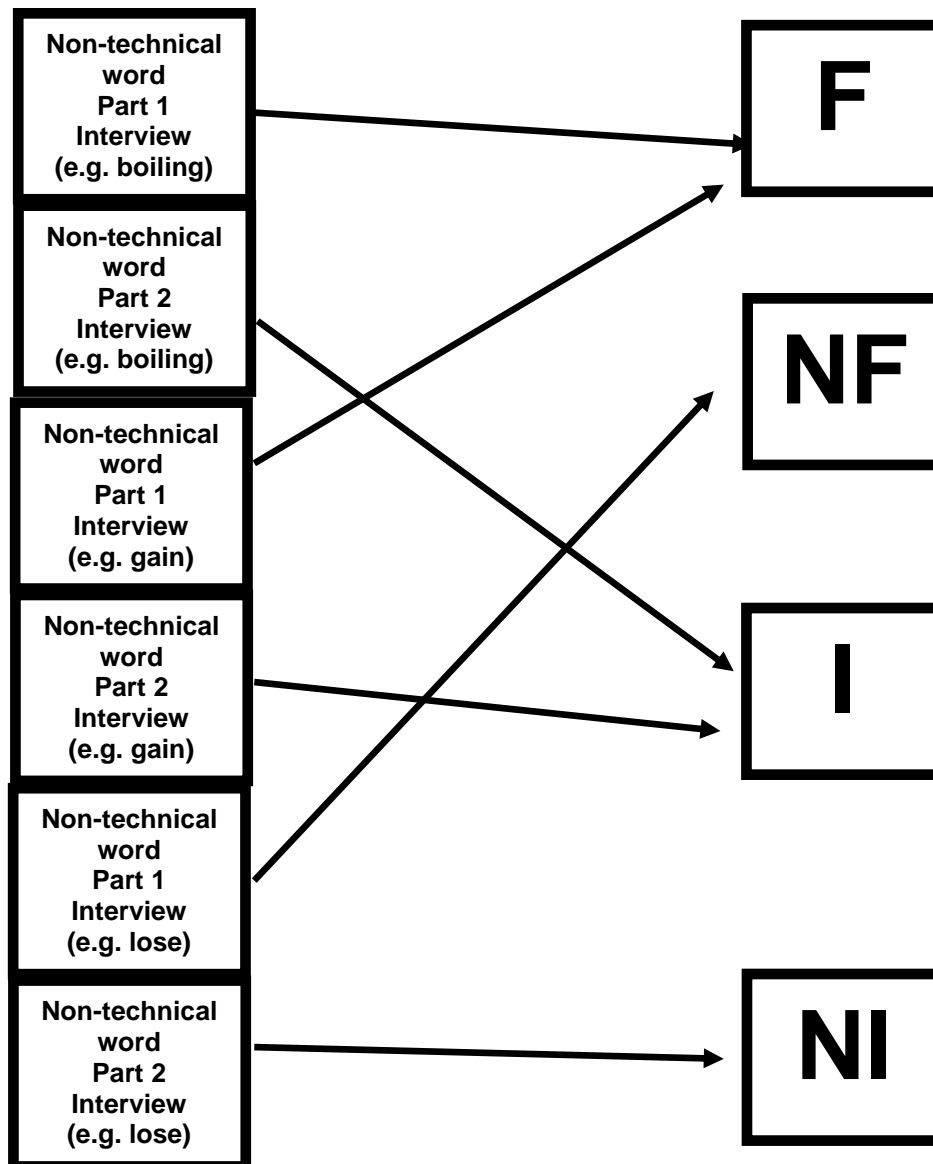 Non-technical
word
Part 1
Interview
(e.g. boiling)
Non-technical
word
Part 2
Interview
(e.g. boiling)
Non-technical
word
Part 1
Interview
(e.g. gain)
Non-technical
word
Part 2
Interview
(e.g. gain)
Non-technical
word
Part 1
Interview
(e.g. lose)
Non-technical
word
Part 2
Interview
(e.g. lose)
F
NF
I
NI